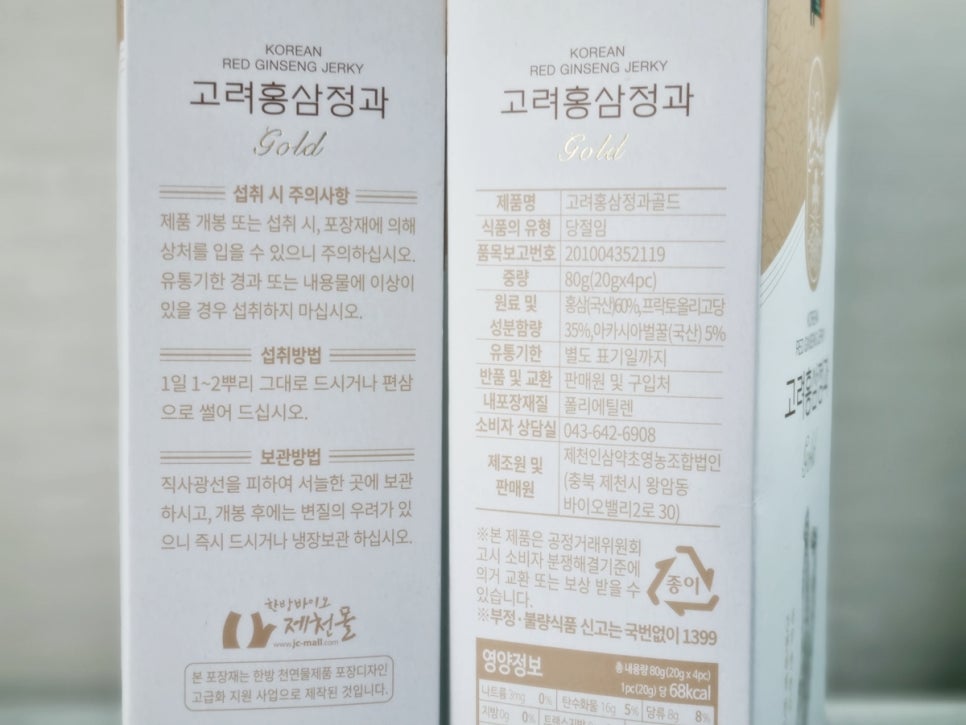 KOREAN
RED GINSENG JERKY
고려홍삼정과
Gold
섭취 시 주의사항
제품 개봉 또는 섭취 시, 포장재에 의해
상처를 입을 수 있으니 주의하십시오.
유통기한 경과 또는 내용물에 이상이
있을 경우 섭취하지 마십시오.
섭취방법
1일 1~2뿌리 그대로 드시거나 편삼
으로 썰어 드십시오.
보관방법
직사광선을 피하여 서늘한 곳에 보관
하시고, 개봉 후에는 변질의 우려가 있
으니 즉시 드시거나 냉장보관 하십시오.
한방바이오
제천몰
www.jc-mall.com
본 포장재는 한방 천연물제품 포장디자인
고급화 지원 사업으로 제작된 것입니다.
KOREAN
RED GINSENG JERKY
고려홍삼정과
Gold
제품명 고려홍삼정과골드
식품의 유형 당절임
품목보고번호 201004352119
중량 80g(20gx4pc)
원료 및 홍삼(국산)60%, 프락토올리고당
성분함량 35%,아카시아벌꿀(국산) 5%
유통기한 별도 표기일까지
반품 및 교환 판매원 및 구입처
내포장재질 폴리에틸렌
소비자 상담실 043-642-6908
제조원 및 판매원 제천인삼약초영농조합법인
(충북 제천시 왕암동
바이오밸리2로 30)
※본 제품은 공정거래위원회
고시 소비자 분쟁해결기준에
의거 교환 또는 보상 받을 수
있습니다.
종이
※부정·불량식품 신고는 국번없이 1399
영양정보
총 내용량 80g(20g x 4pc)
1pc(20g) 당 68kcal
나트륨 3mg 0% 탄수화물 16g 5% 당류 8g 8%
지방 0g 0% 트랜스지방
KOREAN
RED GINSENG JERKY
고려홍삼정과
Gold